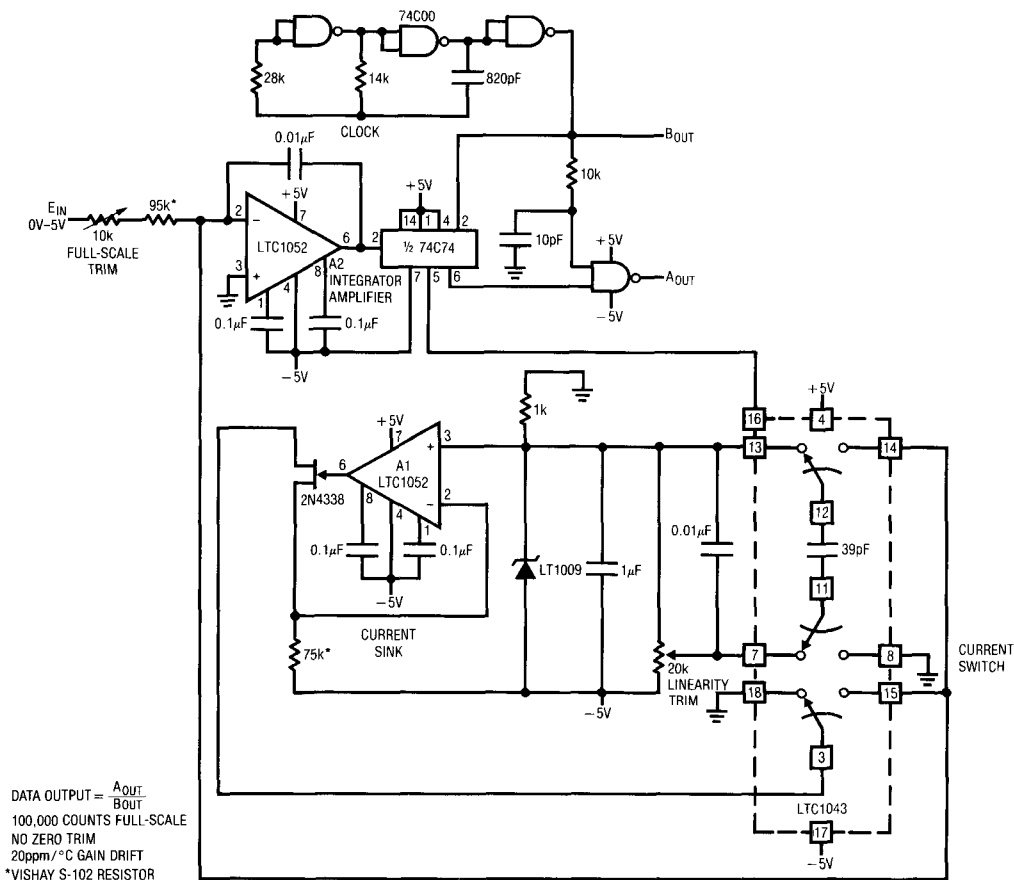 74C00
28k
14k
820pF
CLOCK
0.01µF
BOUT
10k
EIN
0V–5V
10k
FULL-SCALE
TRIM
95k*
+5V
2
–
7
LTC1052
6
3
+
A2
INTEGRATOR
AMPLIFIER
1
4
8
0.1µF
0.1µF
–5V
+5V
14
1
4
2
2
½ 74C74
7
5
6
10pF
+5V
–5V
AOUT
1k
+5V
7
A1
LTC1052
+
3
–
2
6
8
4
1
2N4338
0.1µF
0.1µF
–5V
CURRENT
SINK
75k*
LT1009
1µF
–5V
20k
LINEARITY
TRIM
0.01µF
+5V
16
4
13
14
12
39pF
11
7
8
18
15
3
LTC1043
17
–5V
CURRENT
SWITCH
DATA OUTPUT = AOUT
BOUT
100,000 COUNTS FULL-SCALE
NO ZERO TRIM
20ppm/°C GAIN DRIFT
*VISHAY S-102 RESISTOR